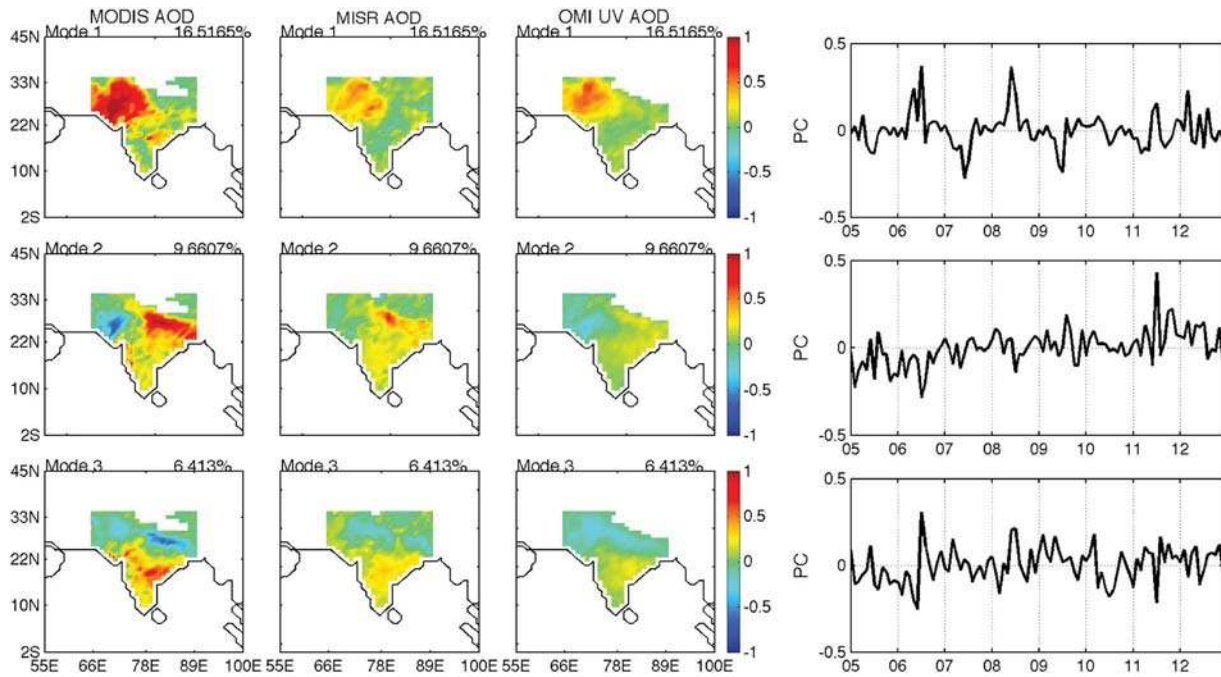 MODIS AOD
MISR AOD
OMI UV AOD
Mode 1 16 5165%
Mode 1 16 5165%
Mode 1 16 5165%
45N
33N
22N
10N
2S
1
0.5
0
-0.5
-1
PC
0.5
0
-0.5
05 06 07 08 09 10 11 12
Mode 2 9 6607%
Mode 2 9 6607%
Mode 2 9 6607%
45N
33N
22N
10N
2S
1
0.5
0
-0.5
-1
PC
0.5
0
-0.5
05 06 07 08 09 10 11 12
Mode 3 6 413%
Mode 3 6 413%
Mode 3 6 413%
45N
33N
22N
10N
2S
55E 66E 78E 89E 100E
55E 66E 78E 89E 100E
55E 66E 78E 89E 100E
1
0.5
0
-0.5
-1
PC
0.5
0
-0.5
05 06 07 08 09 10 11 12